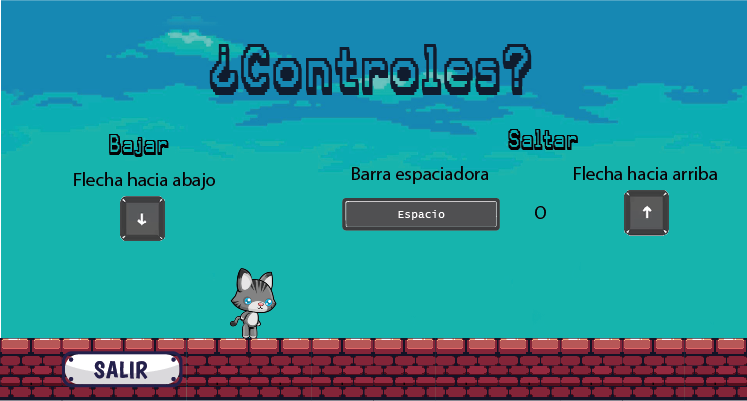 ¿Controles?
Bajar
Flecha hacia abajo
↓
Saltar
Barra espaciadora
Espacio
O
Flecha hacia arriba
↑
SALIR